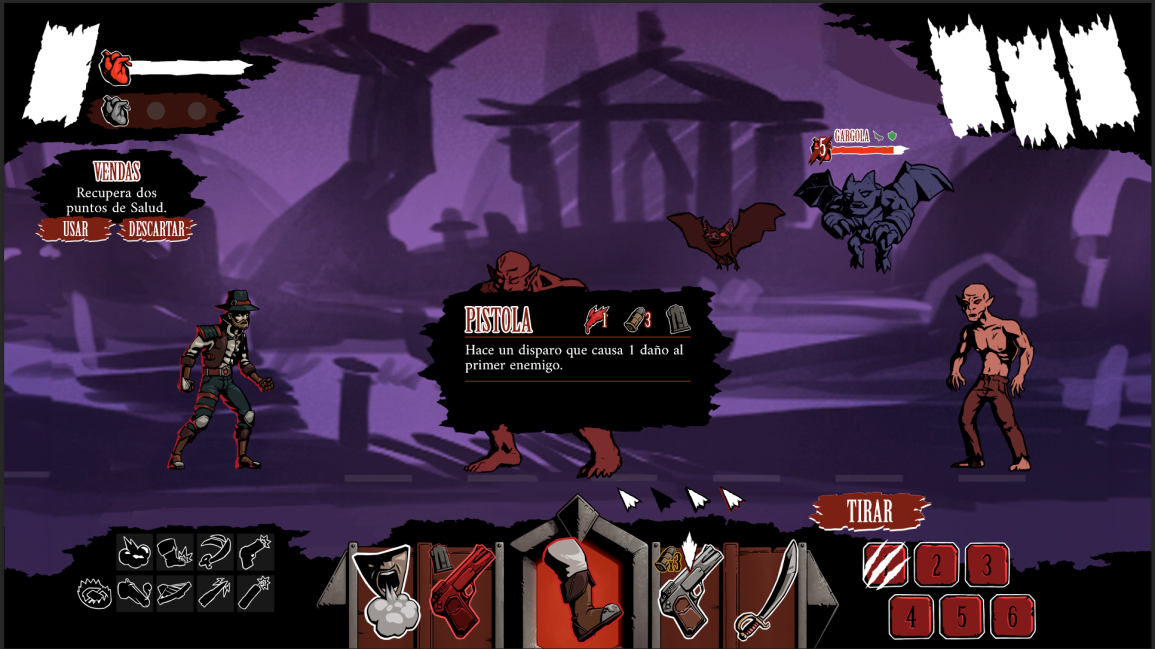 5 GARGOLA
VENDAS
Recupera dos
puntos de Salud.
USAR DESCARTAR
PISTOLA 1 3
Hace un disparo que causa 1 daño al
primer enemigo.
TIRAR
3
2 3
4 5 6